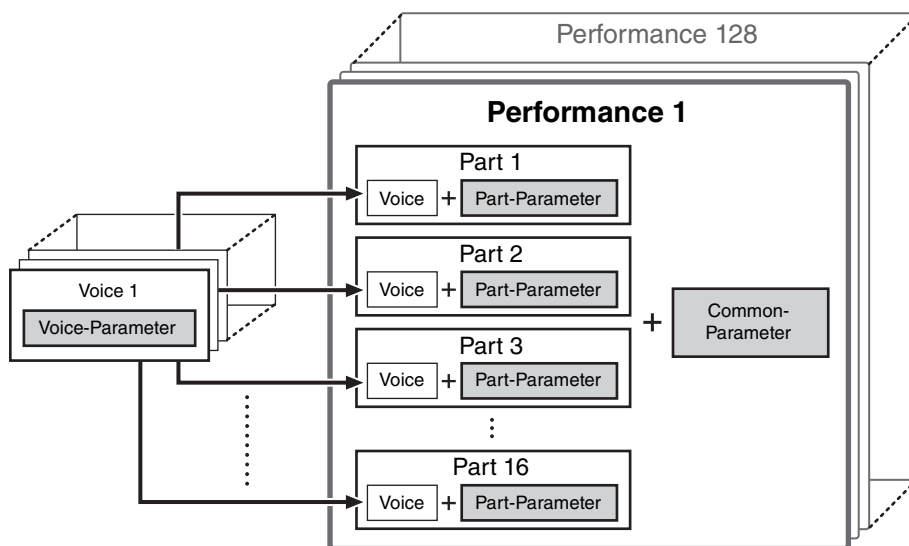 Performance 128
Performance 1
Part 1
Voice + Part-Parameter
Part 2
Voice + Part-Parameter
Voice 1
Voice-Parameter
Part 3
Voice + Part-Parameter
+
Common-
Parameter
Part 16
Voice + Part-Parameter